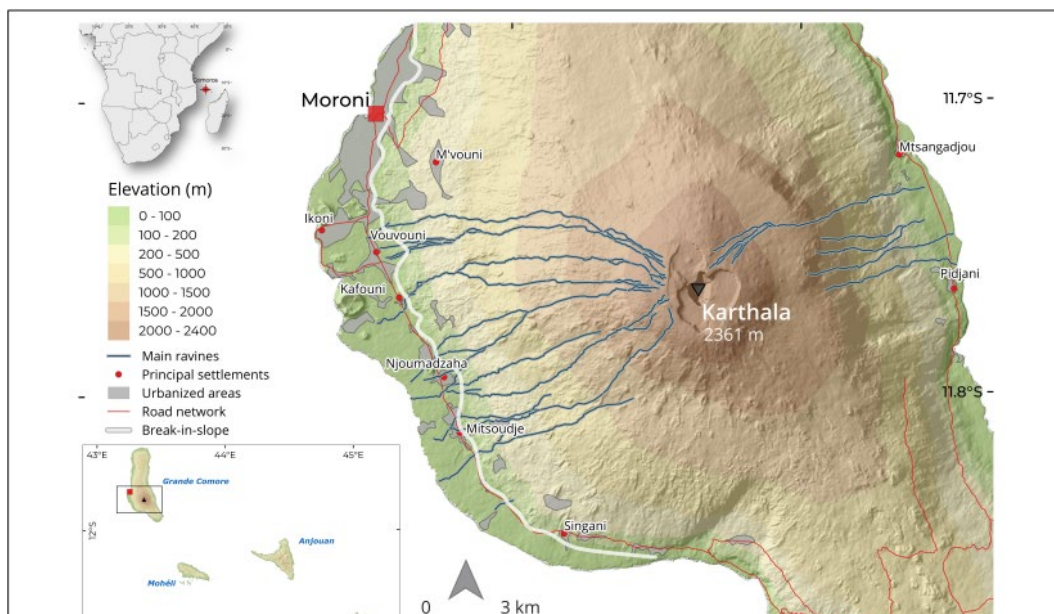 Comoros
Moroni
M'vouni
11.7° S
Mtsangadjou
Elevation (m)
0 - 100
100 - 200
200 - 500
500 - 1000
1000 - 1500
1500 - 2000
2000 - 2400
Main ravines
Principal settlements
Urbanized areas
Road network
Break-in-slope
Ikoni
Vouvouni
Kafouni
Pidjani
Karthala
2361 m
Njoumadzaha
11.8°S
Mitsoudje
Singani
43°E
44°E
45°E
Grande Comore
12°S
Anjouan
Mohéli
0
3 km